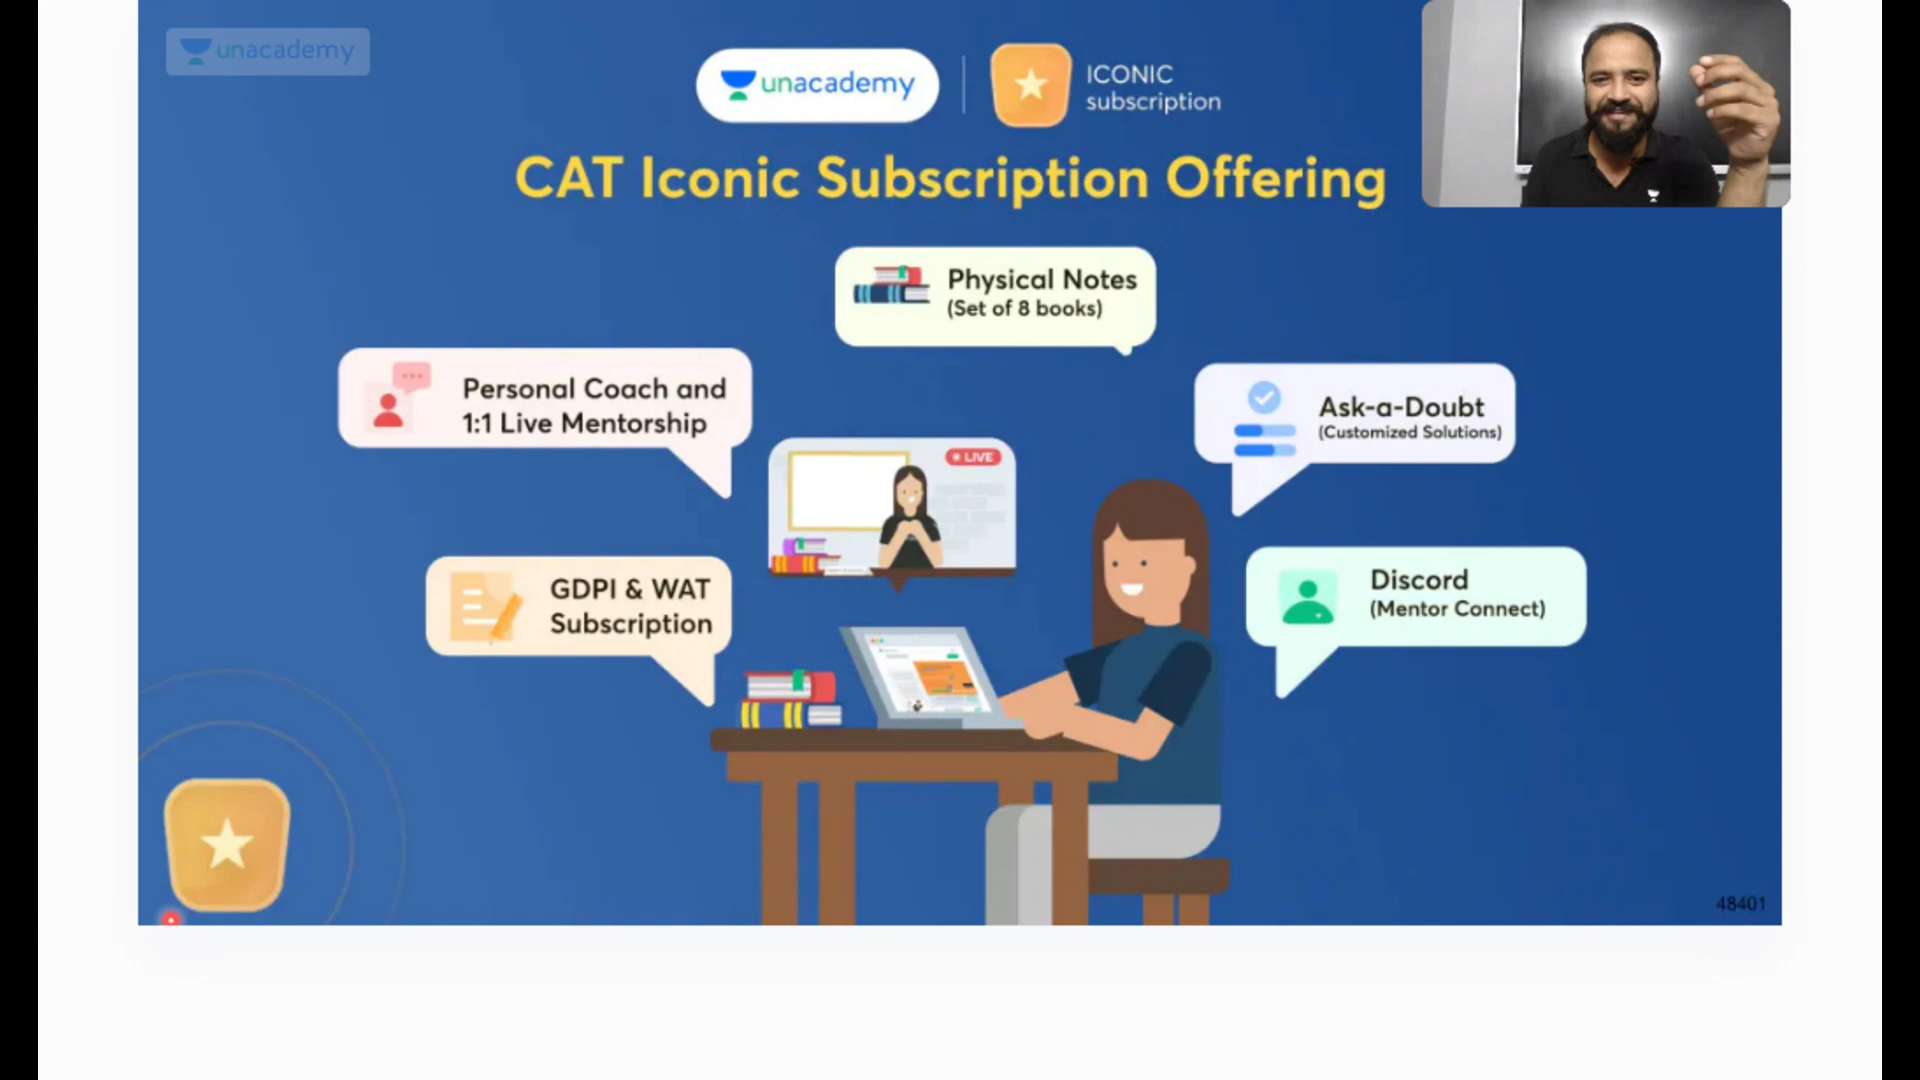 unacademy
unacademy
ICONIC
subscription
CAT Iconic Subscription Offering
Physical Notes
(Set of 8 books)
Personal Coach and
1:1 Live Mentorship
Ask-a-Doubt
(Customized Solutions)
LIVE
GDPI & WAT
Subscription
Discord
(Mentor Connect)
48401